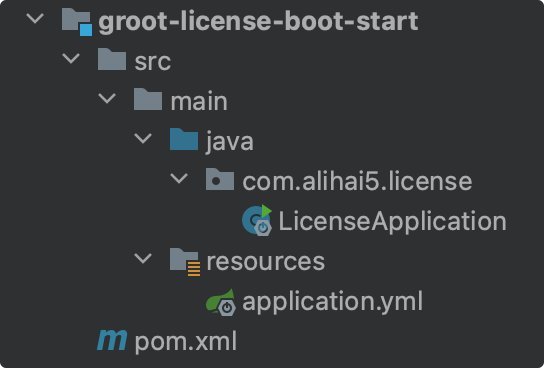 groot-license-boot-start
src
main
java
com.alihai5.license
LicenseApplication
resources
application.yml
pom.xml